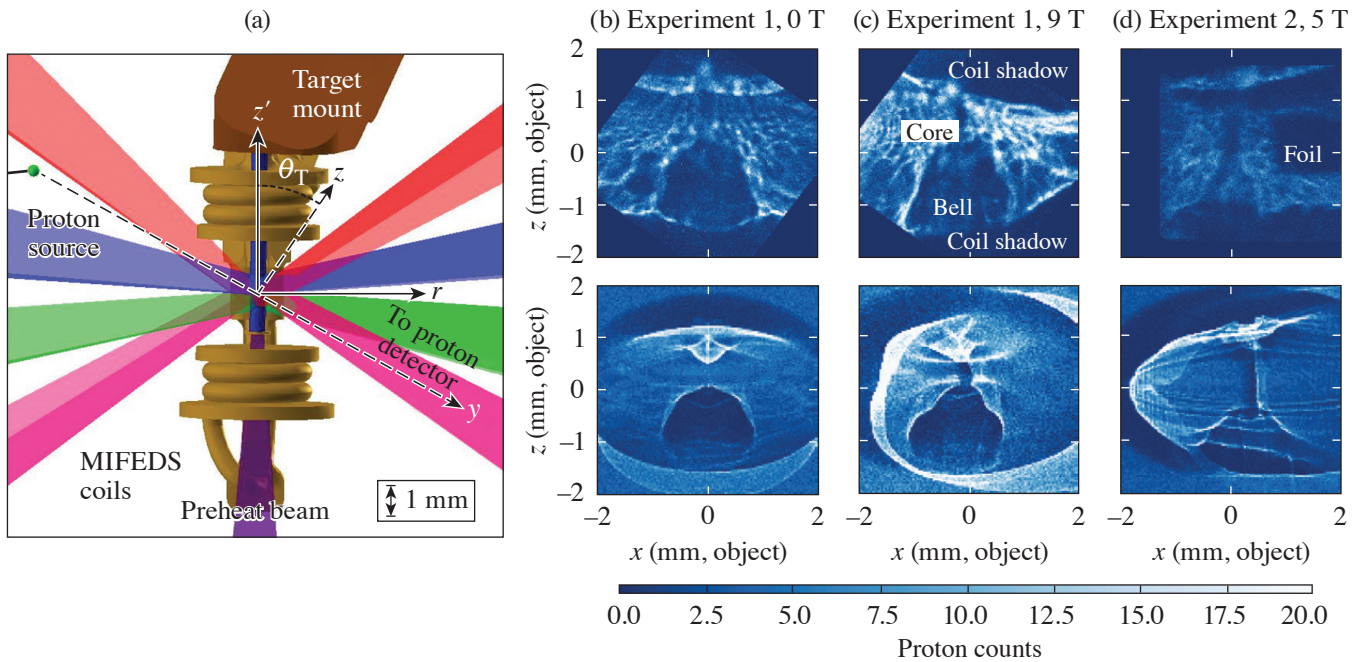 (a)
Target
mount
z′
θT
z
Proton
source
r
To proton
detector
y
MIFEDS
coils
1 mm
Preheat beam
(b) Experiment 1, 0 T
(c) Experiment 1, 9 T
(d) Experiment 2, 5 T
z (mm, object)
2
1
0
–1
–2
Coil shadow
Core
Bell
Coil shadow
Foil
z (mm, object)
2
1
0
–1
–2
–2 0 2
–2 0 2
–2 0 2
x (mm, object)
x (mm, object)
x (mm, object)
0.0 2.5 5.0 7.5 10.0 12.5 15.0 17.5 20.0
Proton counts